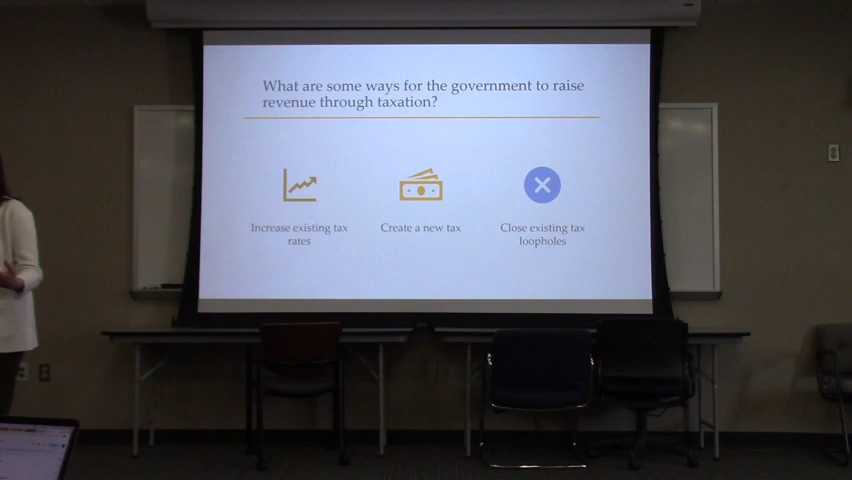 What are some ways for the government to raise
revenue through taxation?
Increase existing tax
rates
Create a new tax
Close existing tax
loopholes